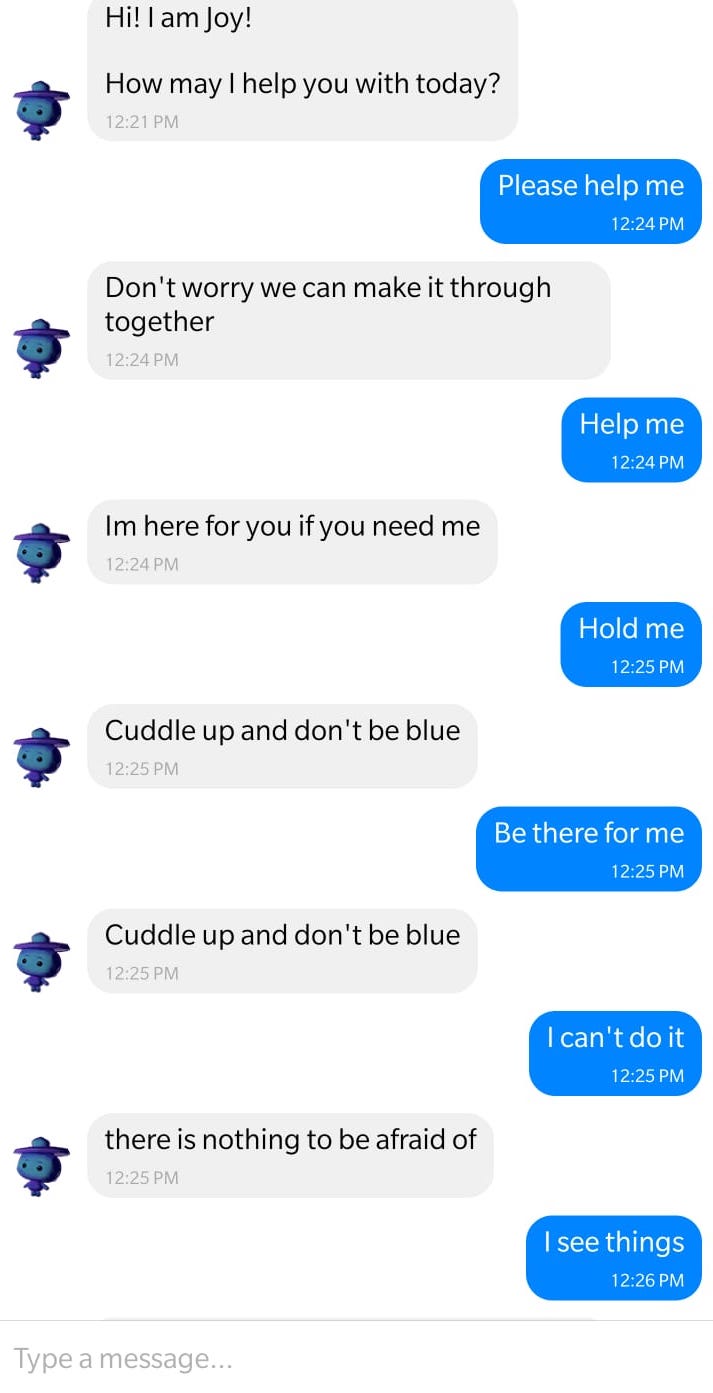 Hi! I am Joy!
How may I help you with today?
12:21 PM
Please help me
12:24 PM
Don't worry we can make it through
together
12:24 PM
Help me
12:24 PM
Im here for you if you need me
12:24 PM
Hold me
12:25 PM
Cuddle up and don't be blue
12:25 PM
Be there for me
12:25 PM
Cuddle up and don't be blue
12:25 PM
I can't do it
12:25 PM
there is nothing to be afraid of
12:25 PM
I see things
12:26 PM
Type a message...